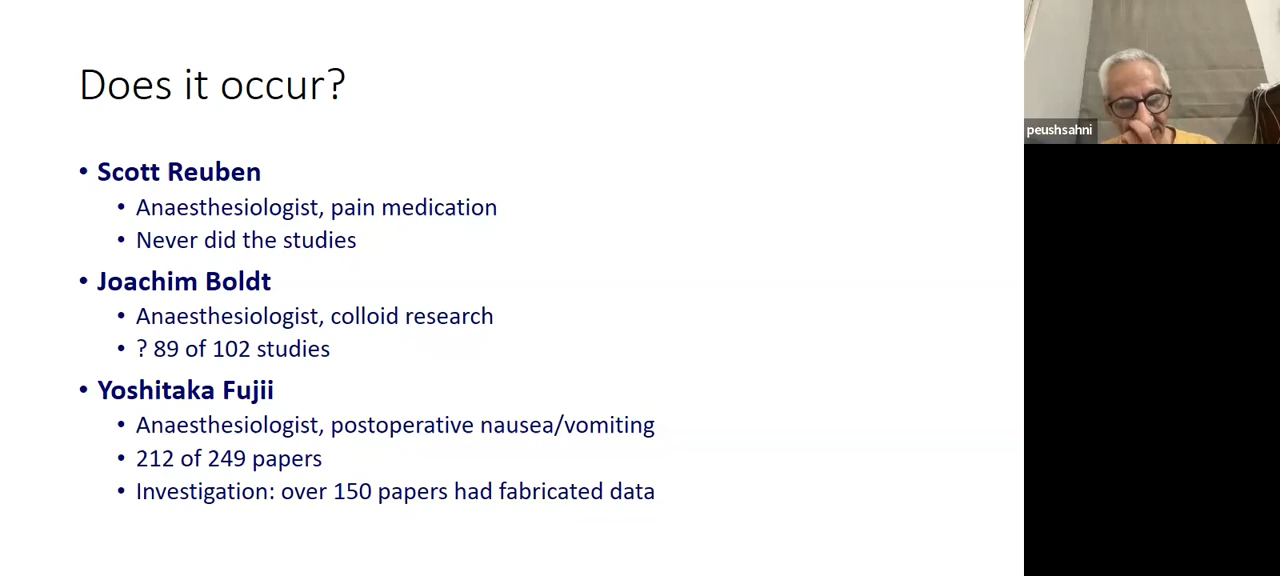 Does it occur?
• Scott Reuben
• Anaesthesiologist, pain medication
• Never did the studies
• Joachim Boldt
• Anaesthesiologist, colloid research
• ? 89 of 102 studies
• Yoshitaka Fujii
• Anaesthesiologist, postoperative nausea/vomiting
• 212 of 249 papers
• Investigation: over 150 papers had fabricated data
peushsahni